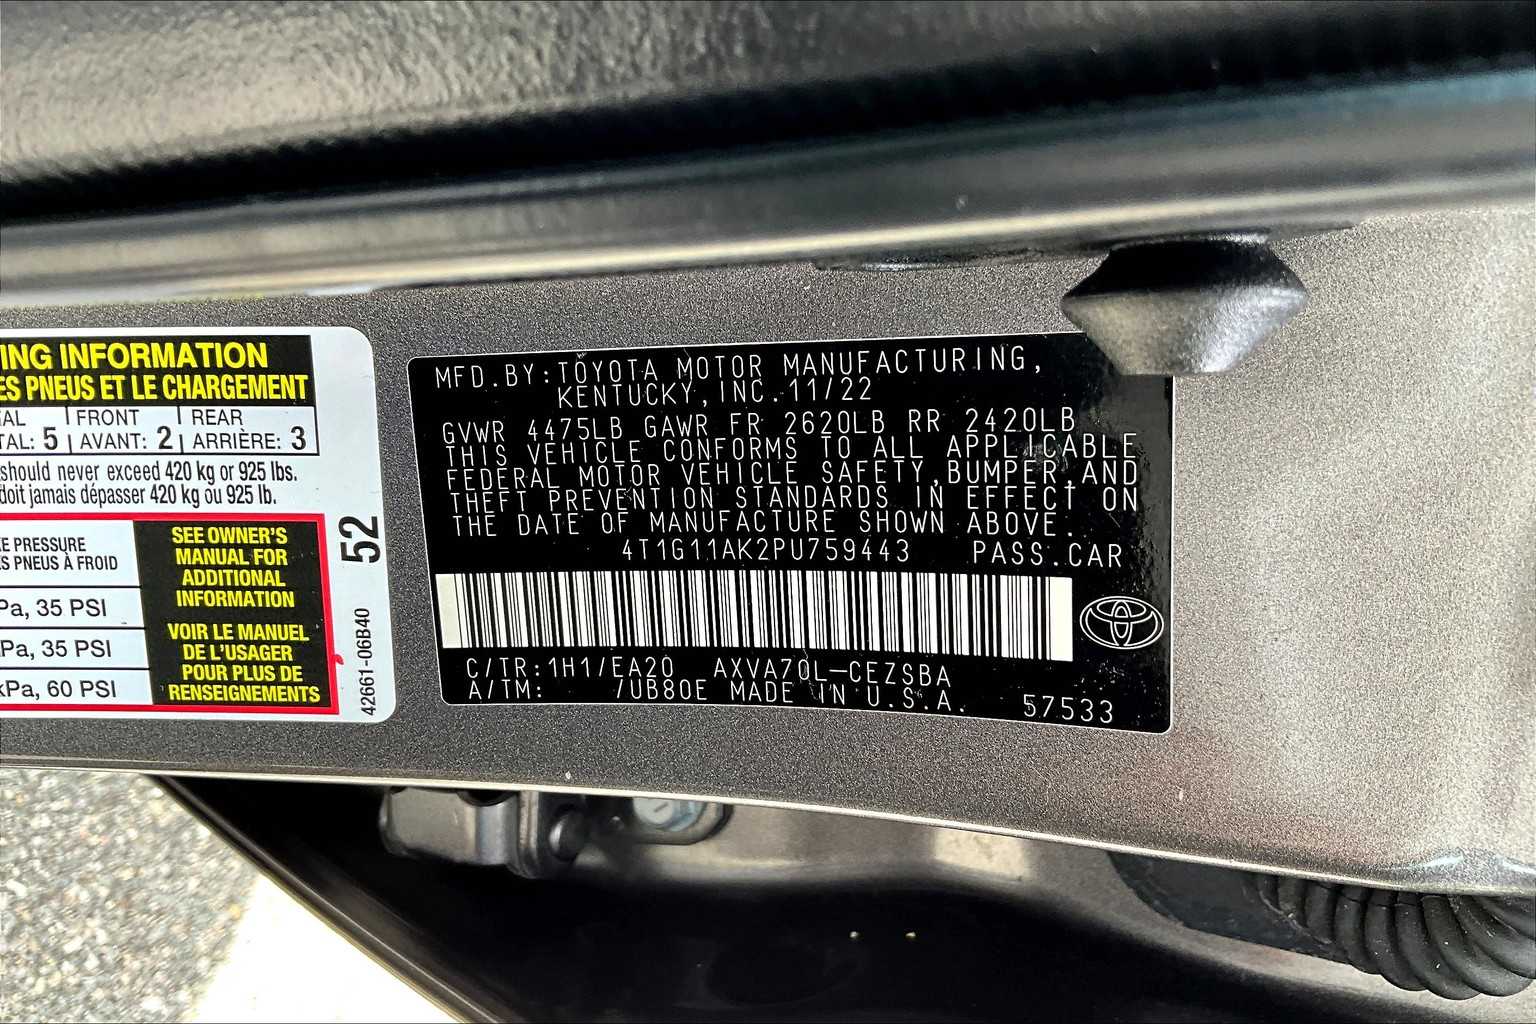 ING INFORMATION
ES PNEUS ET LE CHARGEMENT
AL FRONT REAR
TAL: 5 AVANT: 2 ARRIÈRE: 3
should never exceed 420 kg or 925 lbs.
doit jamais dépasser 420 kg ou 925 lb.
E PRESSURE
ES PNEUS À FROID
Pa, 35 PSI
Pa, 35 PSI
kPa, 60 PSI
SEE OWNER'S
MANUAL FOR
ADDITIONAL
INFORMATION
VOIR LE MANUEL
DE L'USAGER
POUR PLUS DE
RENSEIGNEMENTS
52
42661-06B40
MFD.BY:TOYOTA MOTOR MANUFACTURING,
KENTUCKY,INC.11/22
GVWR 4475LB GAWR FR 2620LB RR 2420LB
THIS VEHICLE CONFORMS TO ALL APPLICABLE
FEDERAL MOTOR VEHICLE SAFETY,BUMPER,AND
THEFT PREVENTION STANDARDS IN EFFECT ON
THE DATE OF MANUFACTURE SHOWN ABOVE.
4T1G11AK2PU759443 PASS.CAR
C/TR:1H1/EA20 AXVA70L-CEZSBA
A/TM: /UB80E MADE IN U.S.A. 57533